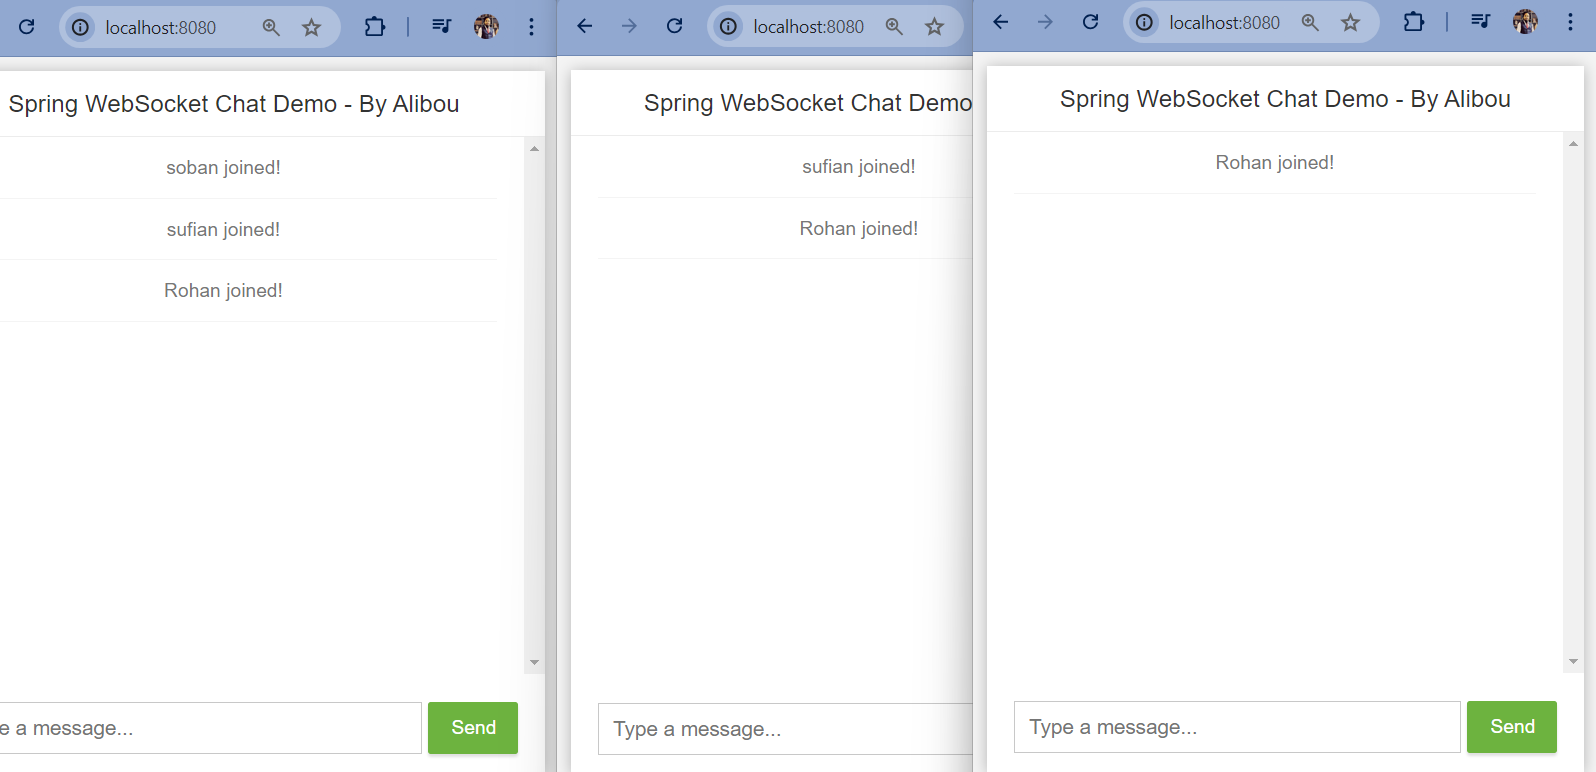 localhost:8080
Spring WebSocket Chat Demo - By Alibou
soban joined!
sufian joined!
Rohan joined!
e a message...
Send
localhost:8080
Spring WebSocket Chat Demo
sufian joined!
Rohan joined!
Type a message...
localhost:8080
Spring WebSocket Chat Demo - By Alibou
Rohan joined!
Type a message...
Send